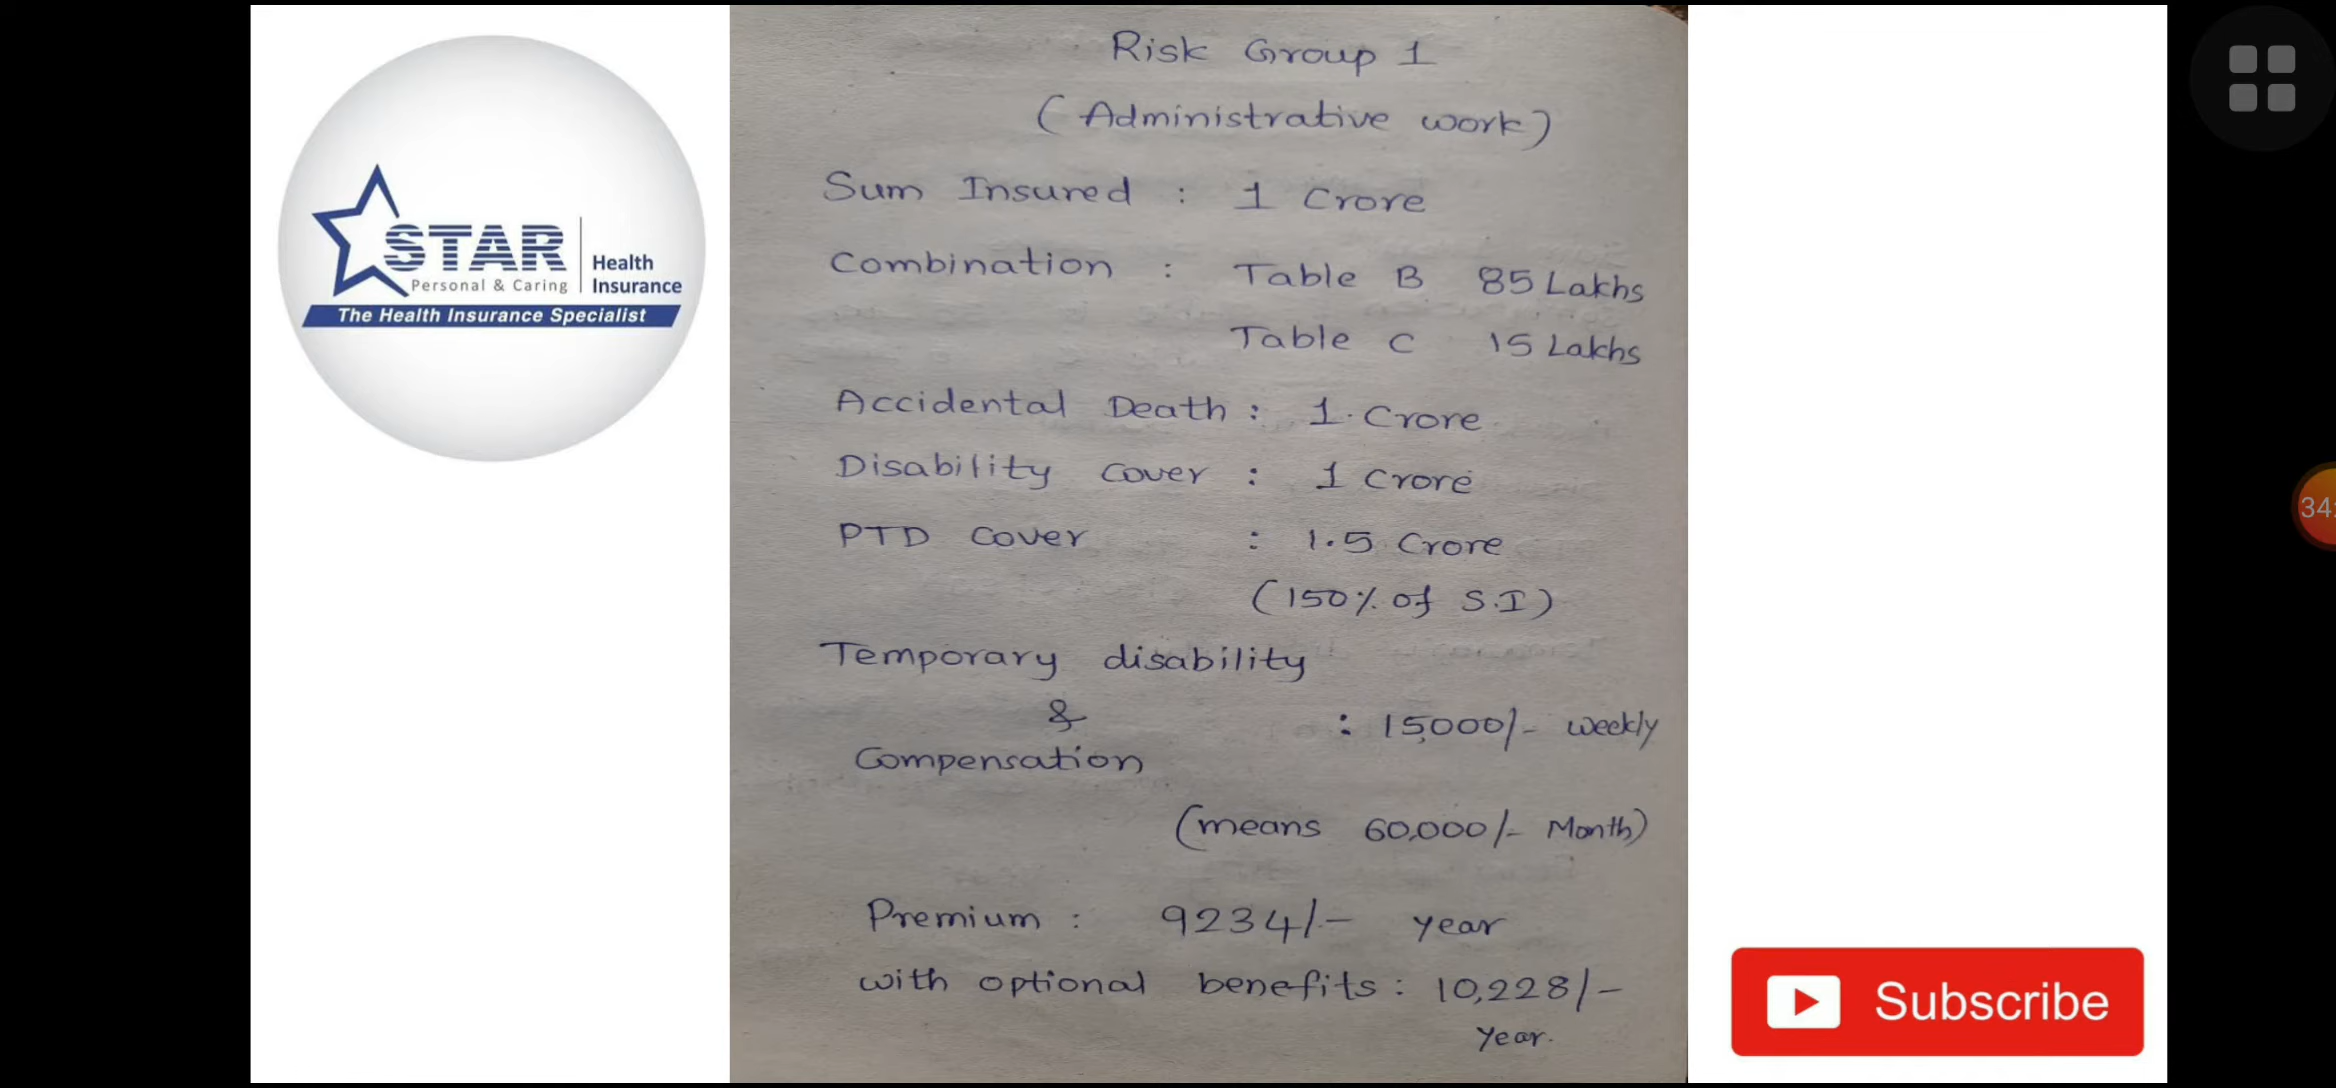 STAR
Health
Insurance
Personal & Caring
The Health Insurance Specialist
Risk Group 1
(Administrative work)
Sum Insured : 1 Crore
Combination : Table B 85 Lakhs
Table C 15 Lakhs
Accidental Death : 1 Crore
Disability cover : 1 Crore
PTD cover : 1.5 Crore
(150% of S.I)
Temporary disability
&
Compensation : 15,000/- weekly
(means 60,000/- Month)
Premium : 9234/- year
with optional benefits : 10,228/-
year.
34:
Subscribe